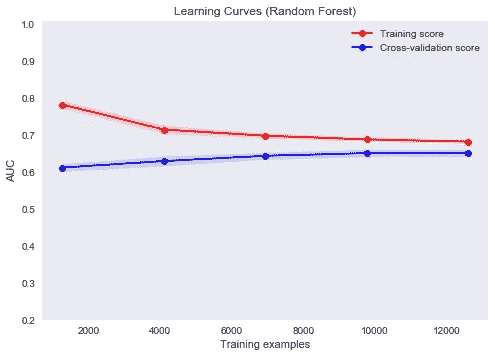 Learning Curves (Random Forest)
1.0
0.9
0.8
0.7
0.6
0.5
0.4
0.3
0.2
AUC
Training score
Cross-validation score
2000 4000 6000 8000 10000 12000
Training examples